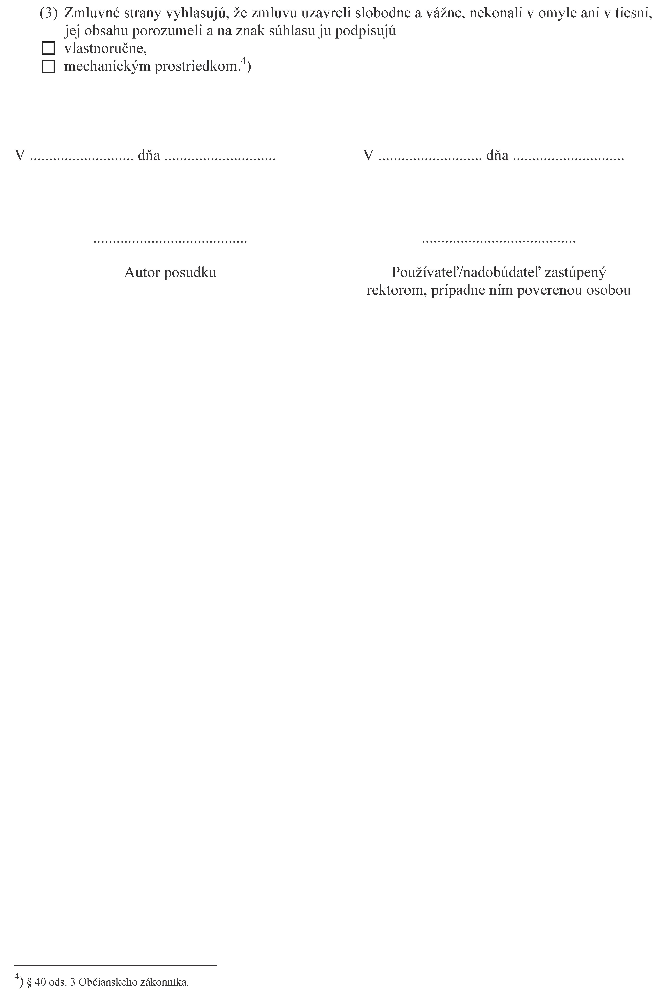 (3) Zmluvné strany vyhlasujú, že zmluvu uzavreli slobodne a vážne, nekonali v omyle ani v tiesni,
jej obsahu porozumeli a na znak súhlasu ju podpisujú
☐ vlastnoručne,
☐ mechanickým prostriedkom.⁴)
V ........................... dňa .............................
V ........................... dňa .............................
........................................
........................................
Autor posudku
Používateľ/nadobúdateľ zastúpený
rektorom, prípadne ním poverenou osobou
⁴) § 40 ods. 3 Občianskeho zákonníka.